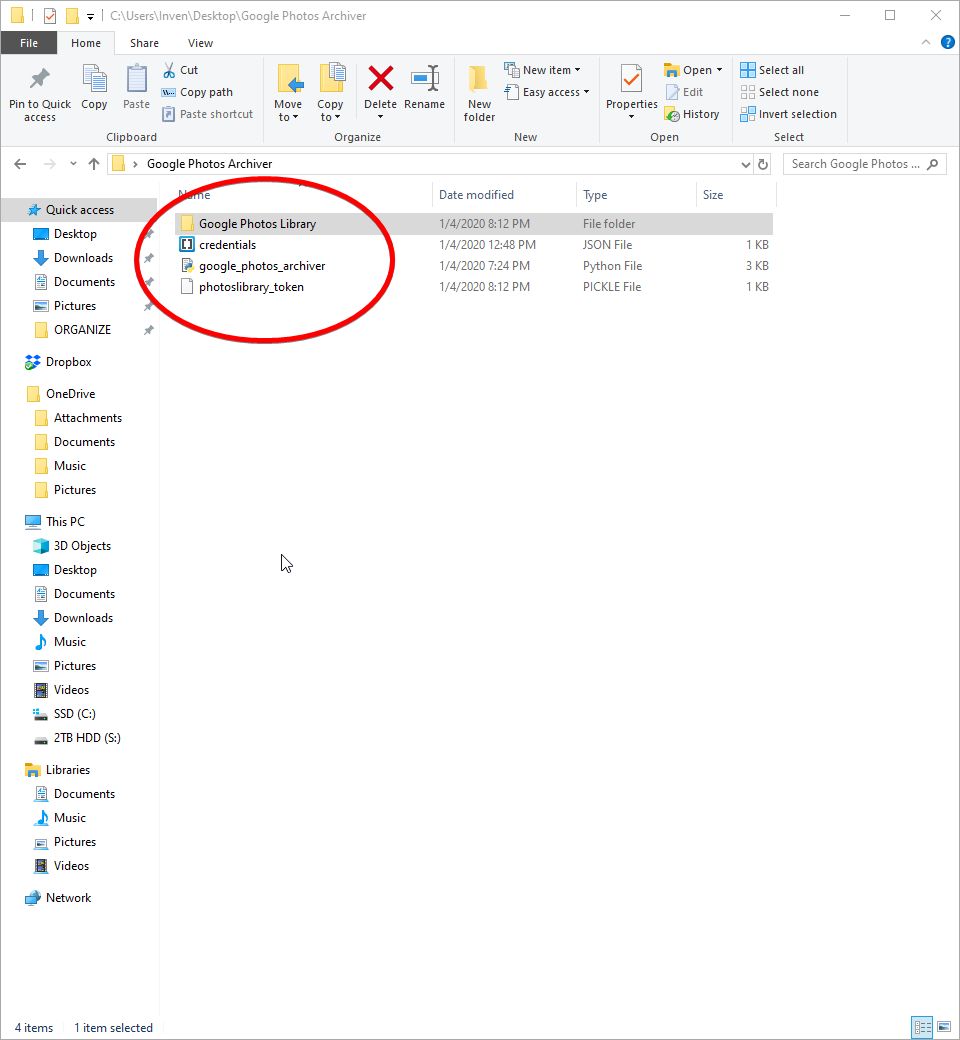 C:\Users\Inven\Desktop\Google Photos Archiver
File Home Share View
Pin to Quick access
Copy
Paste
Cut
Copy path
Paste shortcut
Clipboard
Move to
Copy to
Delete
Rename
Organize
New folder
New item
Easy access
New
Properties
Open
Edit
History
Open
Select all
Select none
Invert selection
Select
Google Photos Archiver
Search Google Photos ...
Name Date modified Type Size
Google Photos Library 1/4/2020 8:12 PM File folder
credentials 1/4/2020 12:48 PM JSON File 1 KB
google_photos_archiver 1/4/2020 7:24 PM Python File 3 KB
photoslibrary_token 1/4/2020 8:12 PM PICKLE File 1 KB
Quick access
Desktop
Downloads
Documents
Pictures
ORGANIZE
Dropbox
OneDrive
Attachments
Documents
Music
Pictures
This PC
3D Objects
Desktop
Documents
Downloads
Music
Pictures
Videos
SSD (C:)
2TB HDD (S:)
Libraries
Documents
Music
Pictures
Videos
Network
4 items 1 item selected